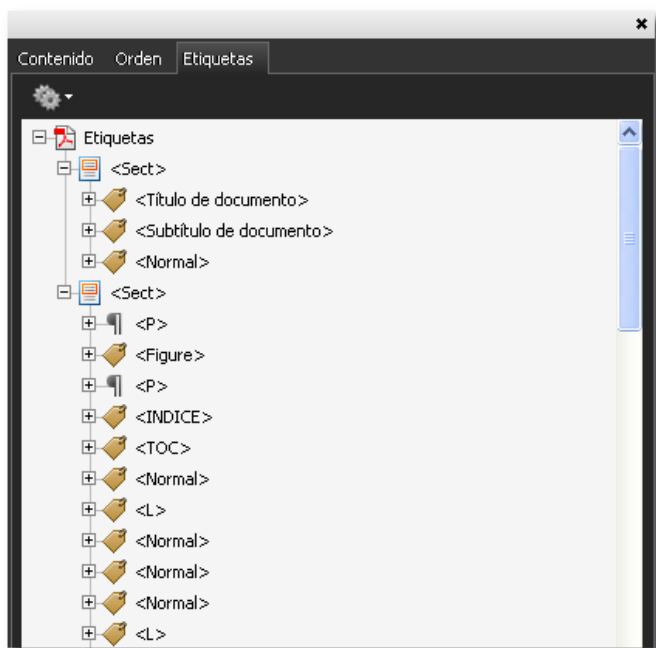 Contenido Orden Etiquetas
Etiquetas
<Sect>
<Título de documento>
<Subtítulo de documento>
<Normal>
<Sect>
<P>
<Figure>
<P>
<INDICE>
<TOC>
<Normal>
<L>
<Normal>
<Normal>
<Normal>
<L>